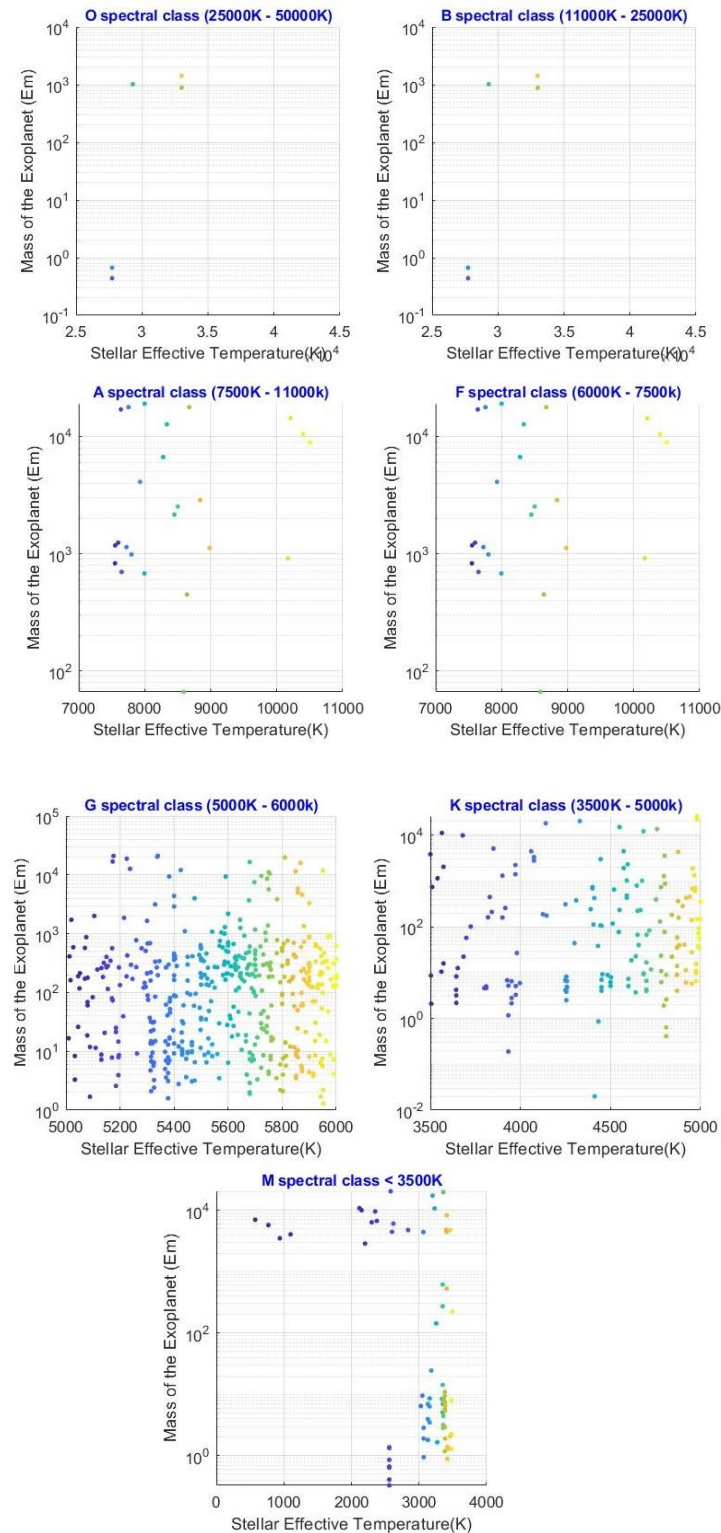 O spectral class (25000K - 50000K)
Mass of the Exoplanet (Em)
10^4
10^3
10^2
10^1
10^0
10^-1
2.5 3 3.5 4 4.5
Stellar Effective Temperature(K) ×10^4
B spectral class (11000K - 25000K)
Mass of the Exoplanet (Em)
10^4
10^3
10^2
10^1
10^0
10^-1
2.5 3 3.5 4 4.5
Stellar Effective Temperature(K) ×10^4
A spectral class (7500K - 11000k)
Mass of the Exoplanet (Em)
10^4
10^3
10^2
7000 8000 9000 10000 11000
Stellar Effective Temperature(K)
F spectral class (6000K - 7500k)
Mass of the Exoplanet (Em)
10^4
10^3
10^2
7000 8000 9000 10000 11000
Stellar Effective Temperature(K)
G spectral class (5000K - 6000k)
Mass of the Exoplanet (Em)
10^5
10^4
10^3
10^2
10^1
10^0
5000 5200 5400 5600 5800 6000
Stellar Effective Temperature(K)
K spectral class (3500K - 5000k)
Mass of the Exoplanet (Em)
10^4
10^2
10^0
10^-2
3500 4000 4500 5000
Stellar Effective Temperature(K)
M spectral class < 3500K
Mass of the Exoplanet (Em)
10^4
10^2
10^0
0 1000 2000 3000 4000
Stellar Effective Temperature(K)